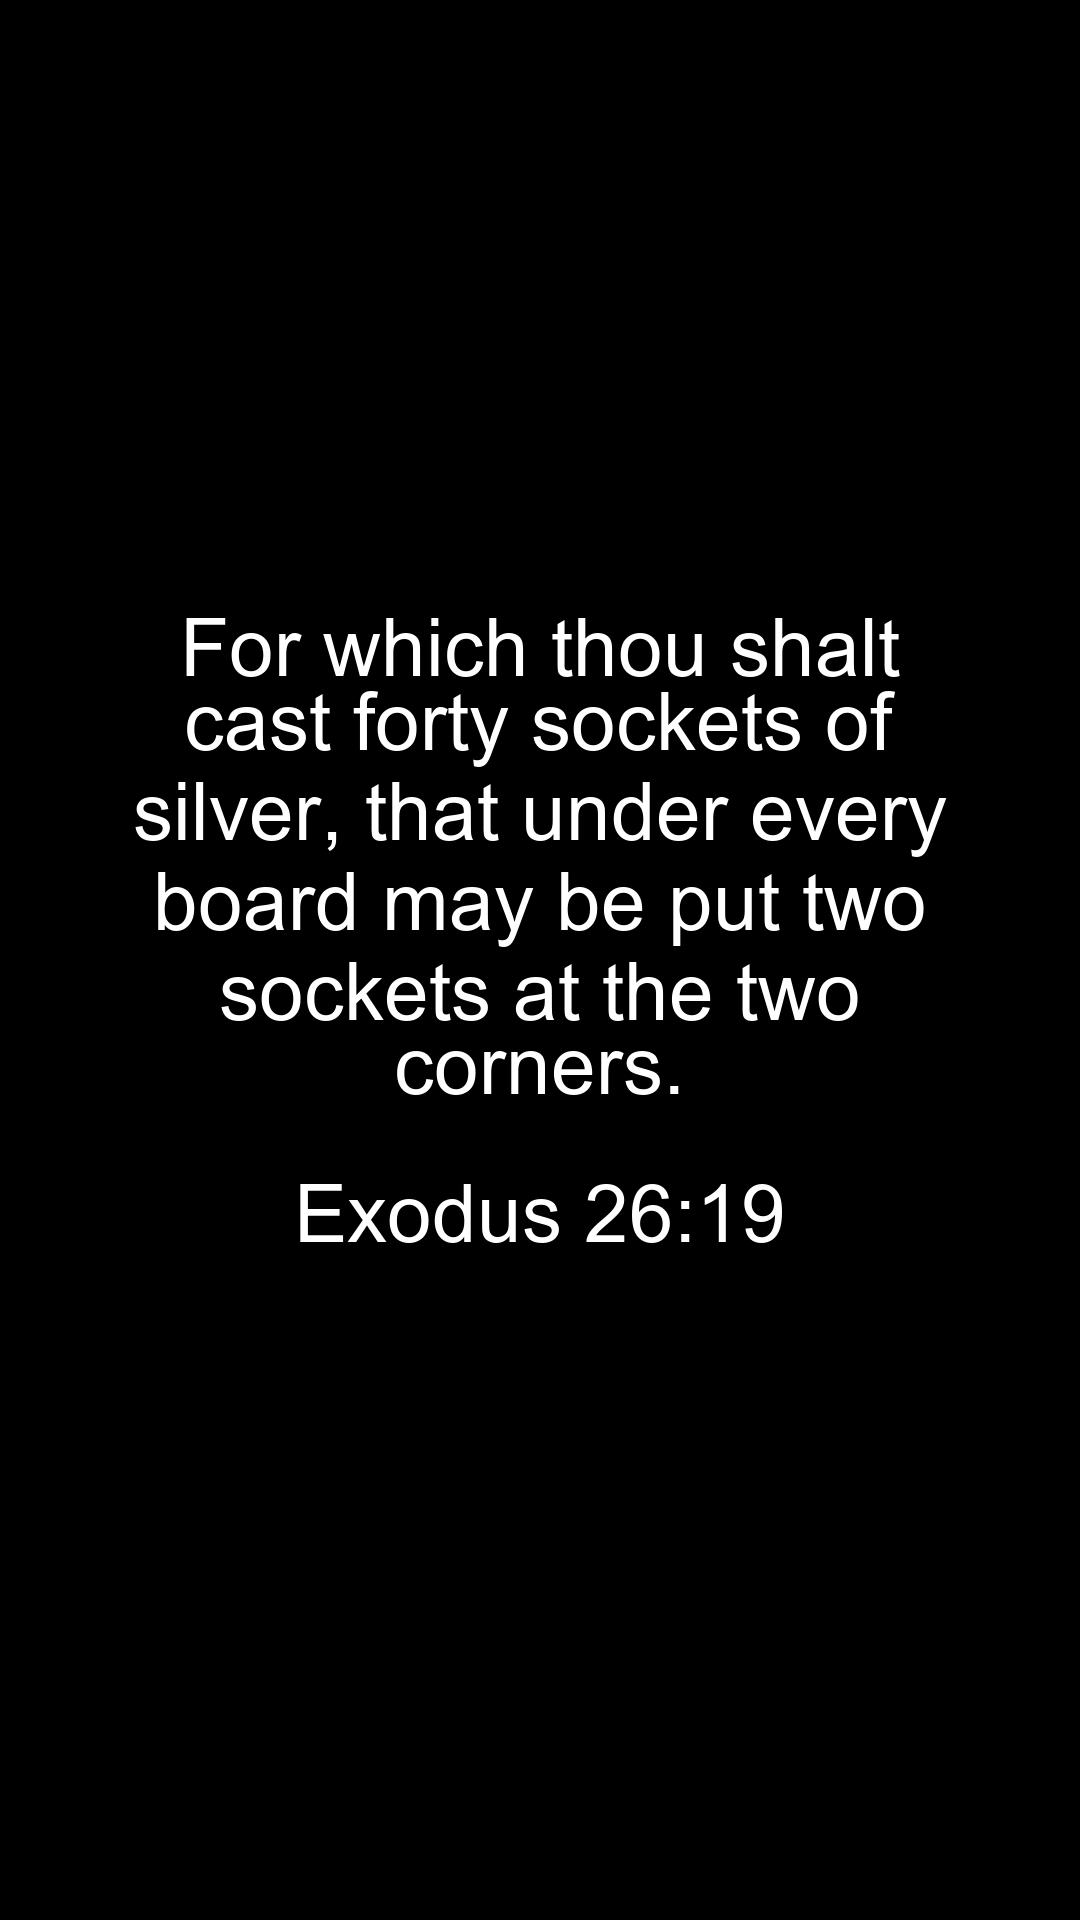 For which thou shalt
cast forty sockets of
silver, that under every
board may be put two
sockets at the two
corners.
Exodus 26:19